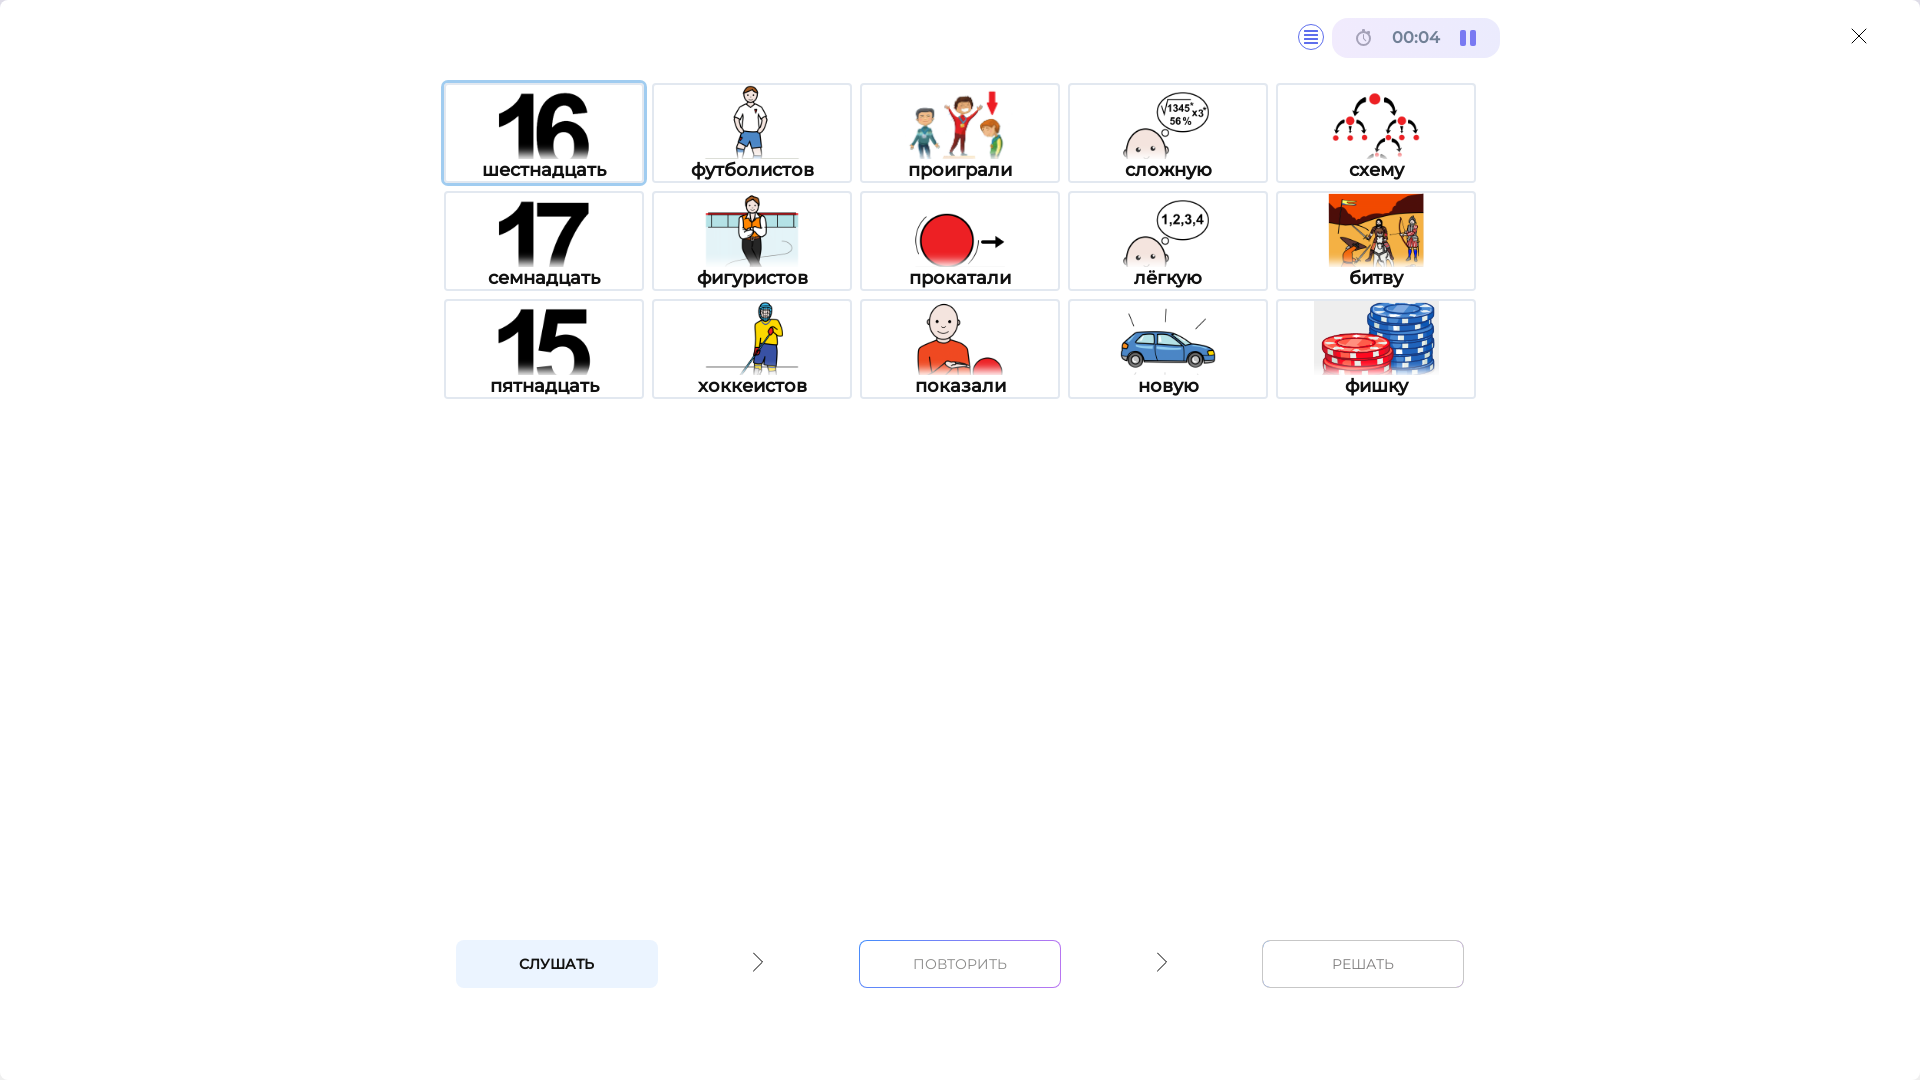 00:04
16
шестнадцать
футболистов
проиграли
√1345* x3*
56%
сложную
схему
17
семнадцать
фигуристов
прокатали
1,2,3,4
лёгкую
битву
15
пятнадцать
хоккеистов
показали
новую
фишку
СЛУШАТЬ
ПОВТОРИТЬ
РЕШАТЬ